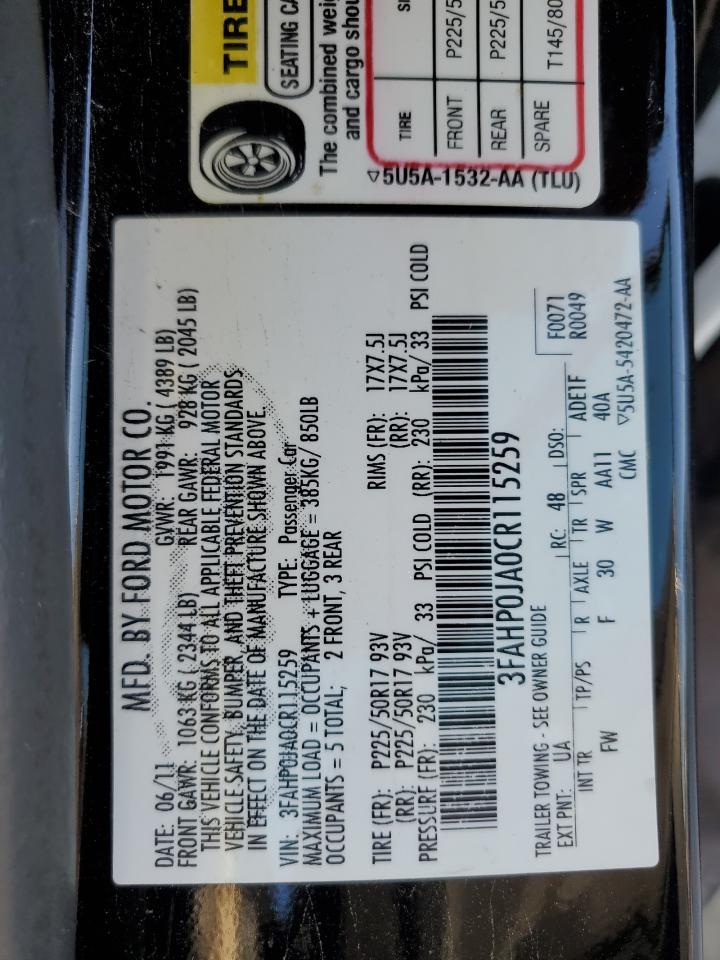 MFD. BY FORD MOTOR CO.
DATE: 06/11 GVWR: 1991 KG ( 4389 LB)
FRONT GAWR: 1063 KG ( 2344 LB) REAR GAWR: 928 KG ( 2045 LB)
THIS VEHICLE CONFORMS TO ALL APPLICABLE FEDERAL MOTOR
VEHICLE SAFETY, BUMPER, AND THEFT PREVENTION STANDARDS
IN EFFECT ON THE DATE OF MANUFACTURE SHOWN ABOVE.
VIN: 3FAHP0JA0CR115259 TYPE: Passenger Car
MAXIMUM LOAD = OCCUPANTS + LUGGAGE = 385KG/ 850LB
OCCUPANTS = 5 TOTAL; 2 FRONT, 3 REAR
TIRE (FR): P225/50R17 93V RIMS (FR): 17X7.5J
(RR): P225/50R17 93V (RR): 17X7.5J
PRESSURE (FR): 230 kPa/ 33 PSI COLD (RR): 230 kPa/ 33 PSI COLD
3FAHP0JA0CR115259
TRAILER TOWING - SEE OWNER GUIDE
EXT PNT: UA RC: 48 DSO: F0071
R0049
INT TR TP/PS R AXLE TR SPR ADE1F
FW F 30 W AA11 40A
CMC ▽5U5A-5420472-AA
TIRE
SEATING CA
The combined weig
and cargo shou
TIRE SI
FRONT P225/5
REAR P225/5
SPARE T145/80
▽5U5A-1532-AA (TLU)